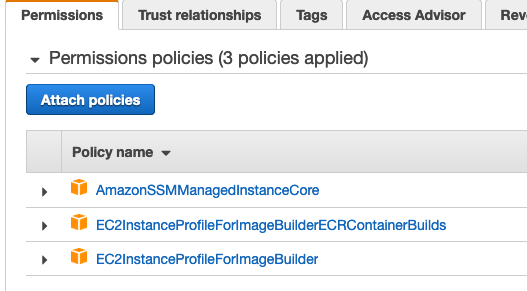 Permissions Trust relationships Tags Access Advisor Rev
Permissions policies (3 policies applied)
Attach policies
Policy name
AmazonSSMManagedInstanceCore
EC2InstanceProfileForImageBuilderECRContainerBuilds
EC2InstanceProfileForImageBuilder